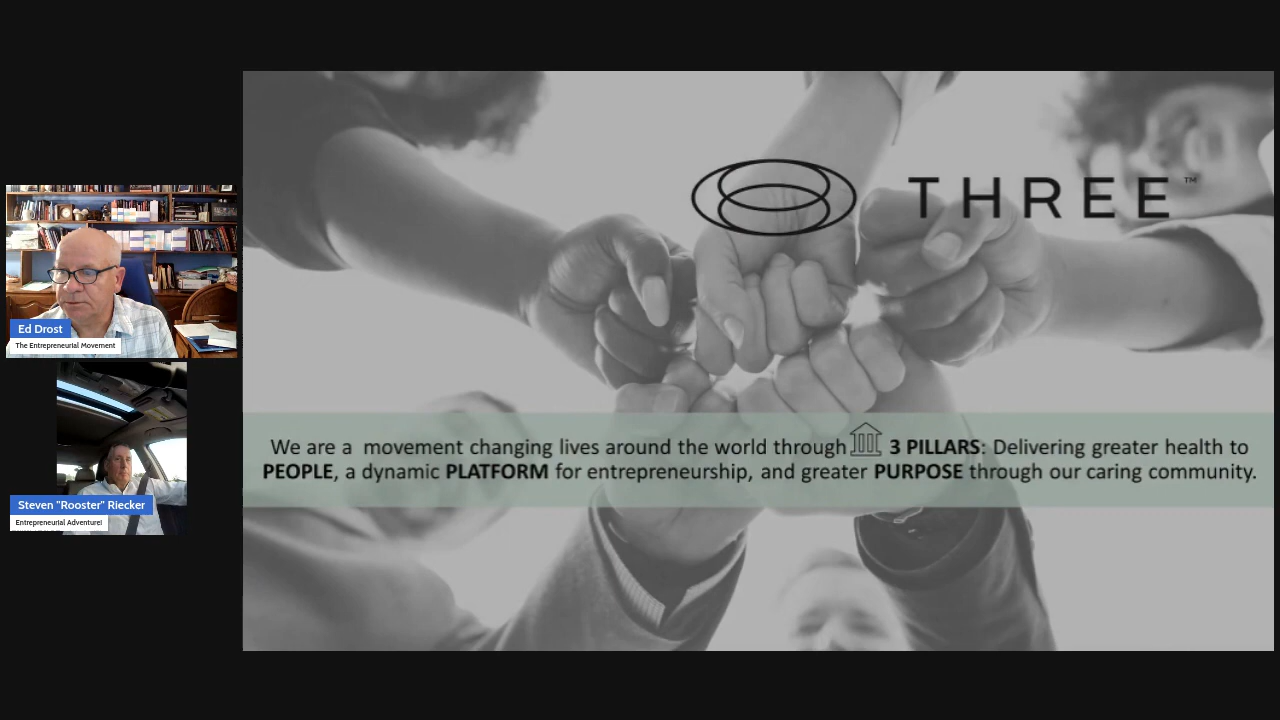 THREE™
We are a movement changing lives around the world through 3 PILLARS: Delivering greater health to
PEOPLE, a dynamic PLATFORM for entrepreneurship, and greater PURPOSE through our caring community.
Ed Drost
The Entrepreneurial Movement
Steven "Rooster" Riecker
Entrepreneurial Adventure!